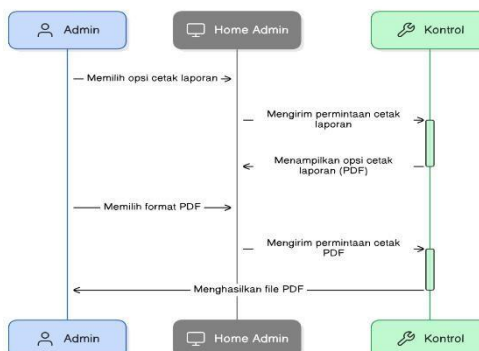 Admin
Home Admin
Kontrol
Memilih opsi cetak laporan
Mengirim permintaan cetak
laporan
Menampilkan opsi cetak
laporan (PDF)
Memilih format PDF
Mengirim permintaan cetak
PDF
Menghasilkan file PDF
Admin
Home Admin
Kontrol